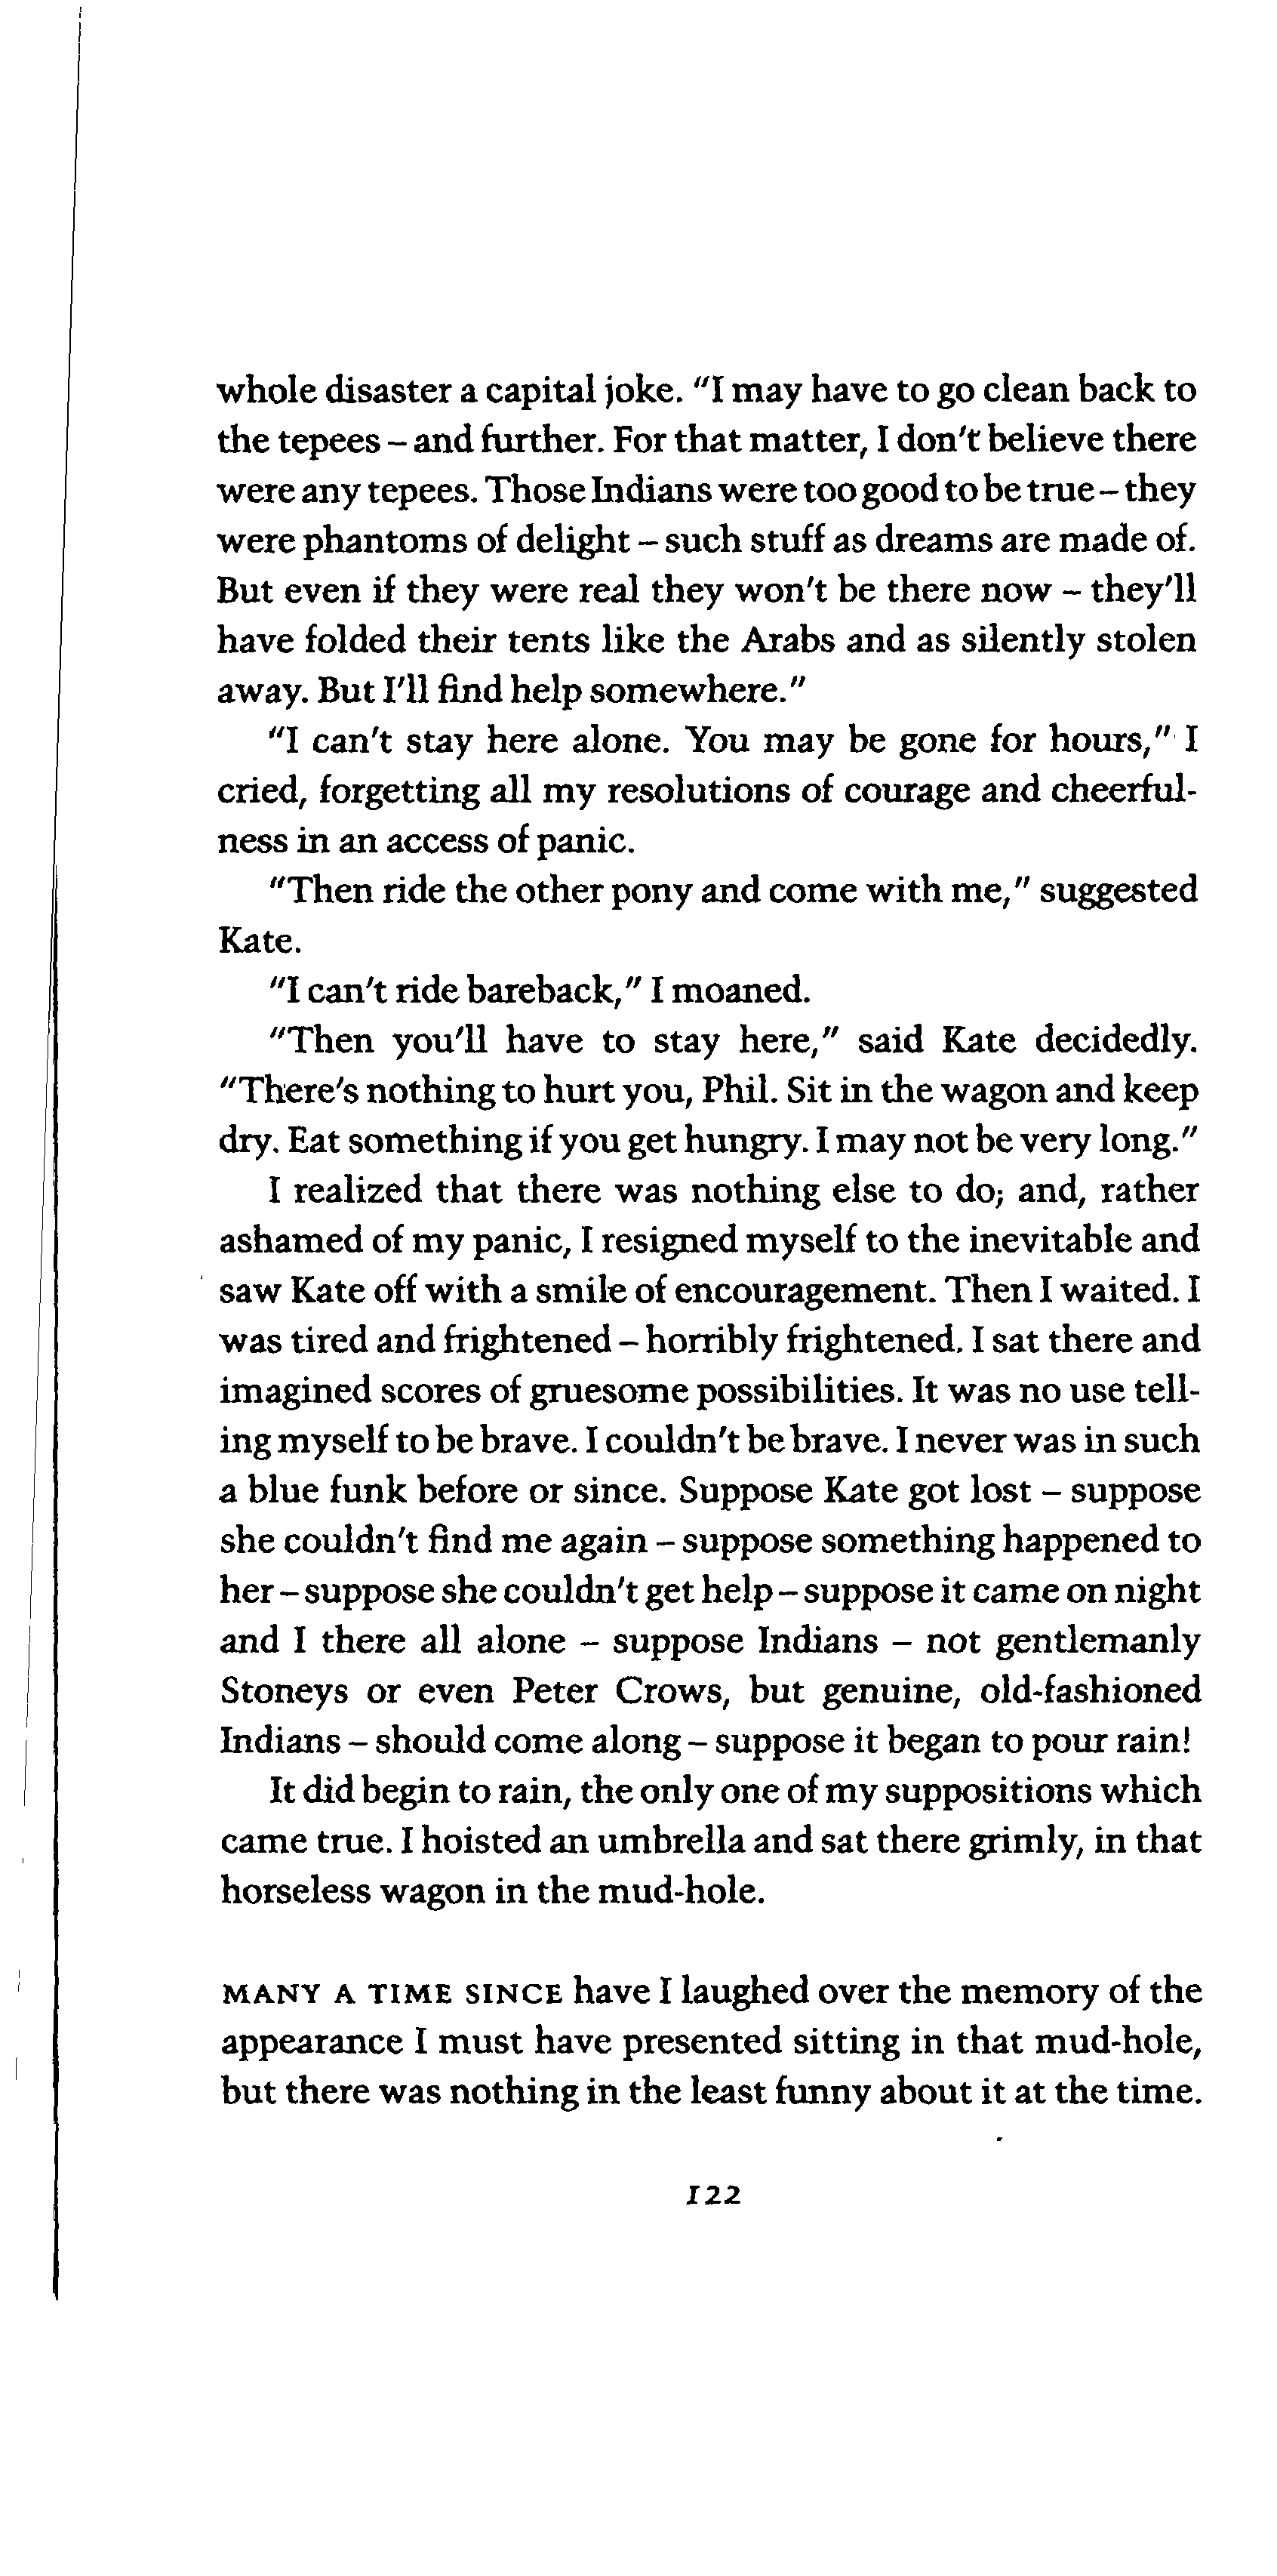 whole disaster a capital joke. "I may have to go clean back to
the tepees – and further. For that matter, I don't believe there
were any tepees. Those Indians were too good to be true – they
were phantoms of delight – such stuff as dreams are made of.
But even if they were real they won't be there now – they'll
have folded their tents like the Arabs and as silently stolen
away. But I'll find help somewhere."
"I can't stay here alone. You may be gone for hours," I
cried, forgetting all my resolutions of courage and cheerful-
ness in an access of panic.
"Then ride the other pony and come with me," suggested
Kate.
"I can't ride bareback," I moaned.
"Then you'll have to stay here," said Kate decidedly.
"There's nothing to hurt you, Phil. Sit in the wagon and keep
dry. Eat something if you get hungry. I may not be very long."
I realized that there was nothing else to do; and, rather
ashamed of my panic, I resigned myself to the inevitable and
saw Kate off with a smile of encouragement. Then I waited. I
was tired and frightened – horribly frightened. I sat there and
imagined scores of gruesome possibilities. It was no use tell-
ing myself to be brave. I couldn't be brave. I never was in such
a blue funk before or since. Suppose Kate got lost – suppose
she couldn't find me again – suppose something happened to
her – suppose she couldn't get help – suppose it came on night
and I there all alone – suppose Indians – not gentlemanly
Stoneys or even Peter Crows, but genuine, old-fashioned
Indians – should come along – suppose it began to pour rain!
It did begin to rain, the only one of my suppositions which
came true. I hoisted an umbrella and sat there grimly, in that
horseless wagon in the mud-hole.
MANY A TIME SINCE have I laughed over the memory of the
appearance I must have presented sitting in that mud-hole,
but there was nothing in the least funny about it at the time.
122